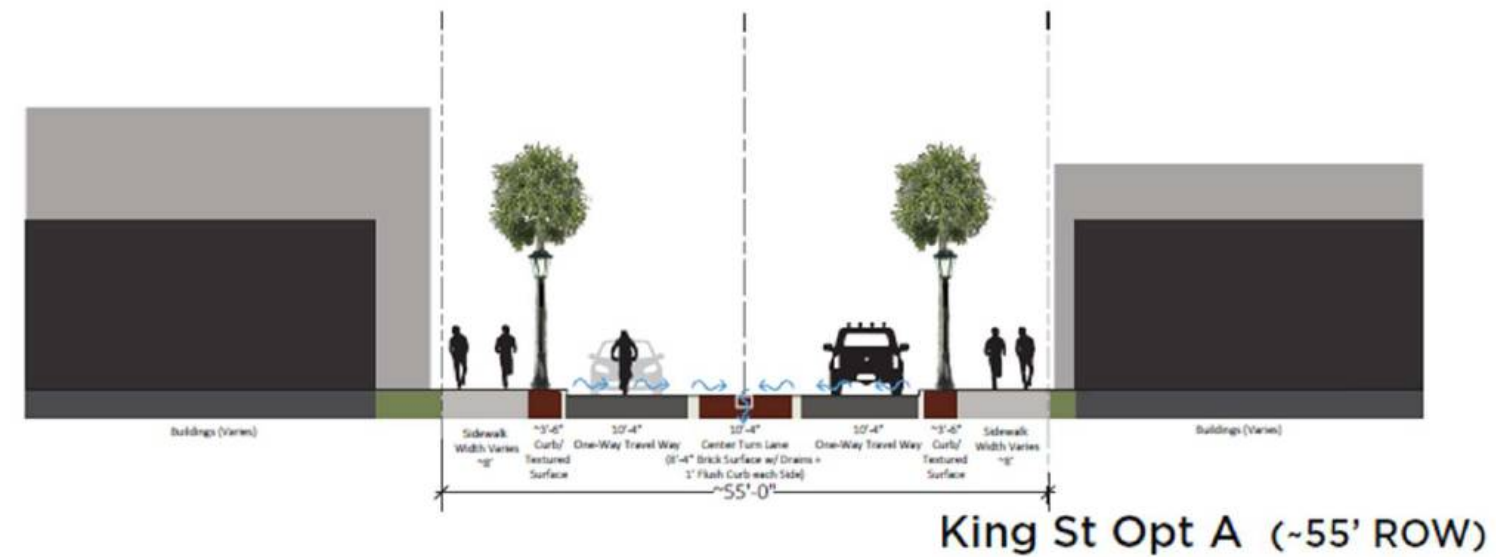 Buildings (Varies)
Sidewalk
Width Varies
~8'
~3'-6"
Curb/
Textured
Surface
10'-4"
One-Way Travel Way
10'-4"
Center Turn Lane
(8'-4" Brick Surface w/ Drains +
1' Flush Curb each Side)
10'-4"
One-Way Travel Way
~3'-6"
Curb/
Textured
Surface
Sidewalk
Width Varies
~8'
Buildings (Varies)
~55'-0"
King St Opt A (~55' ROW)